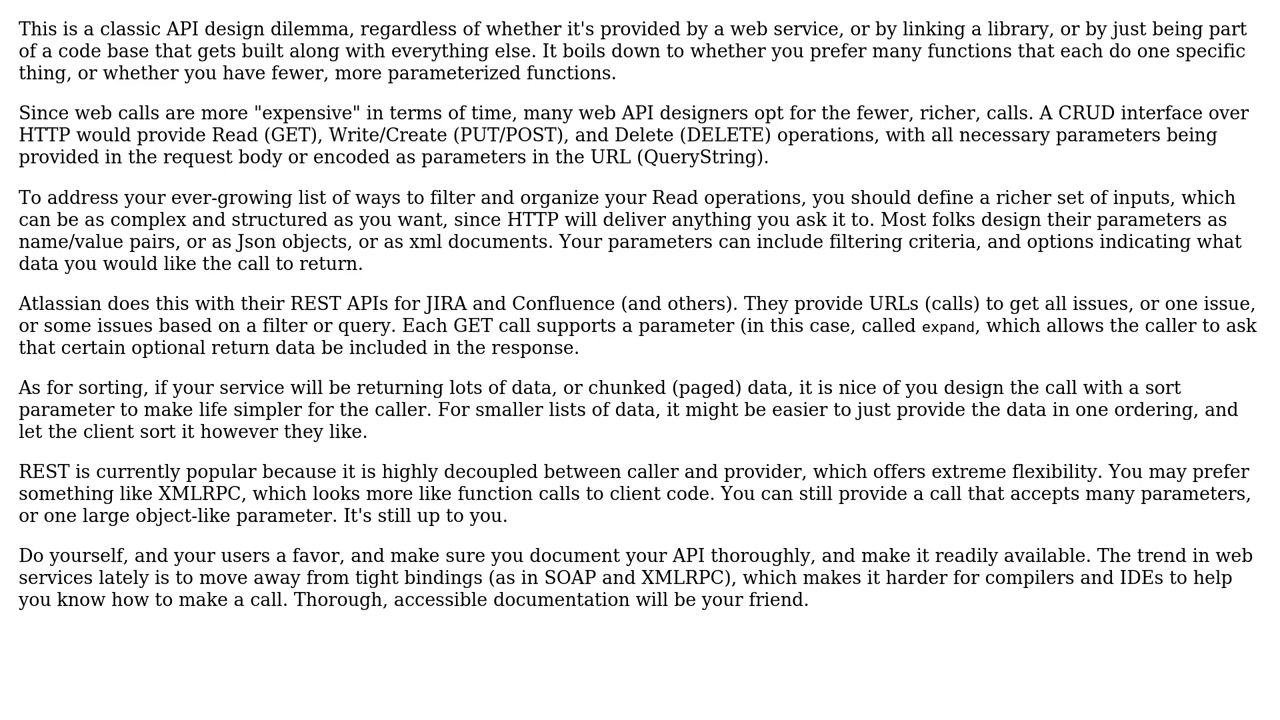 This is a classic API design dilemma, regardless of whether it's provided by a web service, or by linking a library, or by just being part
of a code base that gets built along with everything else. It boils down to whether you prefer many functions that each do one specific
thing, or whether you have fewer, more parameterized functions.
Since web calls are more "expensive" in terms of time, many web API designers opt for the fewer, richer, calls. A CRUD interface over
HTTP would provide Read (GET), Write/Create (PUT/POST), and Delete (DELETE) operations, with all necessary parameters being
provided in the request body or encoded as parameters in the URL (QueryString).
To address your ever-growing list of ways to filter and organize your Read operations, you should define a richer set of inputs, which
can be as complex and structured as you want, since HTTP will deliver anything you ask it to. Most folks design their parameters as
name/value pairs, or as Json objects, or as xml documents. Your parameters can include filtering criteria, and options indicating what
data you would like the call to return.
Atlassian does this with their REST APIs for JIRA and Confluence (and others). They provide URLs (calls) to get all issues, or one issue,
or some issues based on a filter or query. Each GET call supports a parameter (in this case, called expand, which allows the caller to ask
that certain optional return data be included in the response.
As for sorting, if your service will be returning lots of data, or chunked (paged) data, it is nice of you design the call with a sort
parameter to make life simpler for the caller. For smaller lists of data, it might be easier to just provide the data in one ordering, and
let the client sort it however they like.
REST is currently popular because it is highly decoupled between caller and provider, which offers extreme flexibility. You may prefer
something like XMLRPC, which looks more like function calls to client code. You can still provide a call that accepts many parameters,
or one large object-like parameter. It's still up to you.
Do yourself, and your users a favor, and make sure you document your API thoroughly, and make it readily available. The trend in web
services lately is to move away from tight bindings (as in SOAP and XMLRPC), which makes it harder for compilers and IDEs to help
you know how to make a call. Thorough, accessible documentation will be your friend.